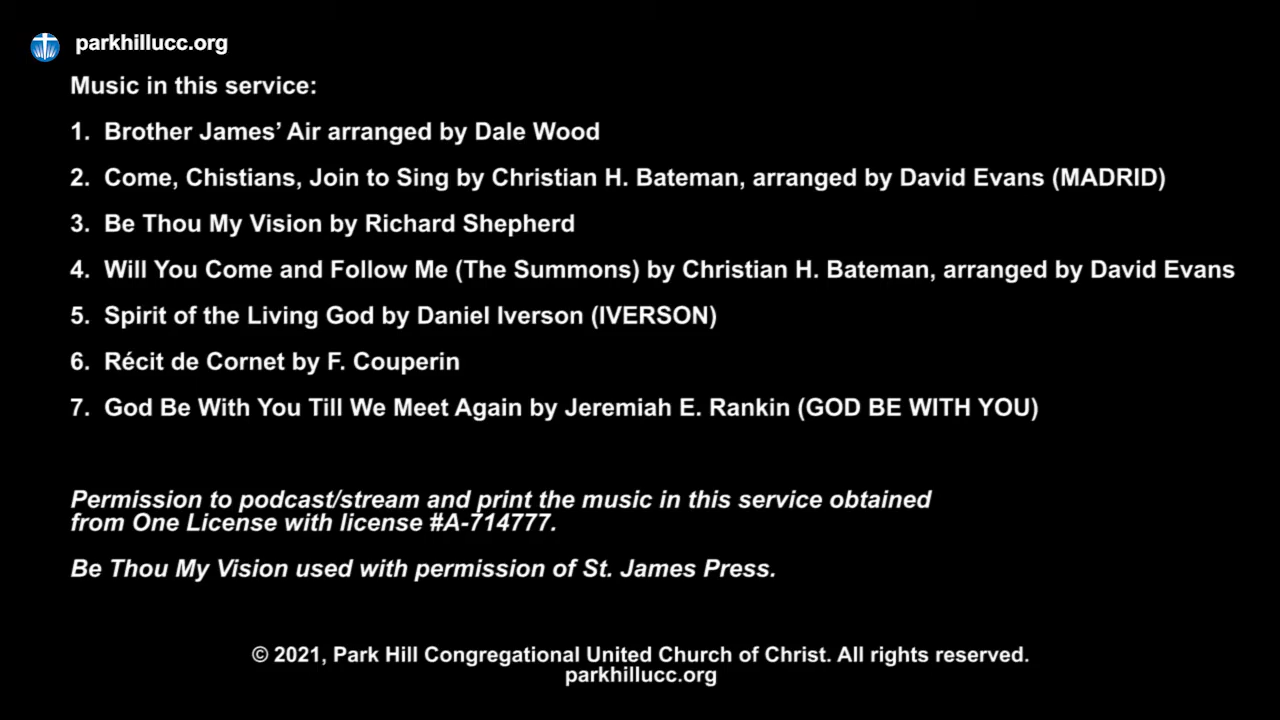 parkhillucc.org
Music in this service:
1. Brother James’ Air arranged by Dale Wood
2. Come, Chistians, Join to Sing by Christian H. Bateman, arranged by David Evans (MADRID)
3. Be Thou My Vision by Richard Shepherd
4. Will You Come and Follow Me (The Summons) by Christian H. Bateman, arranged by David Evans
5. Spirit of the Living God by Daniel Iverson (IVERSON)
6. Récit de Cornet by F. Couperin
7. God Be With You Till We Meet Again by Jeremiah E. Rankin (GOD BE WITH YOU)
Permission to podcast/stream and print the music in this service obtained
from One License with license #A-714777.
Be Thou My Vision used with permission of St. James Press.
© 2021, Park Hill Congregational United Church of Christ. All rights reserved.
parkhillucc.org